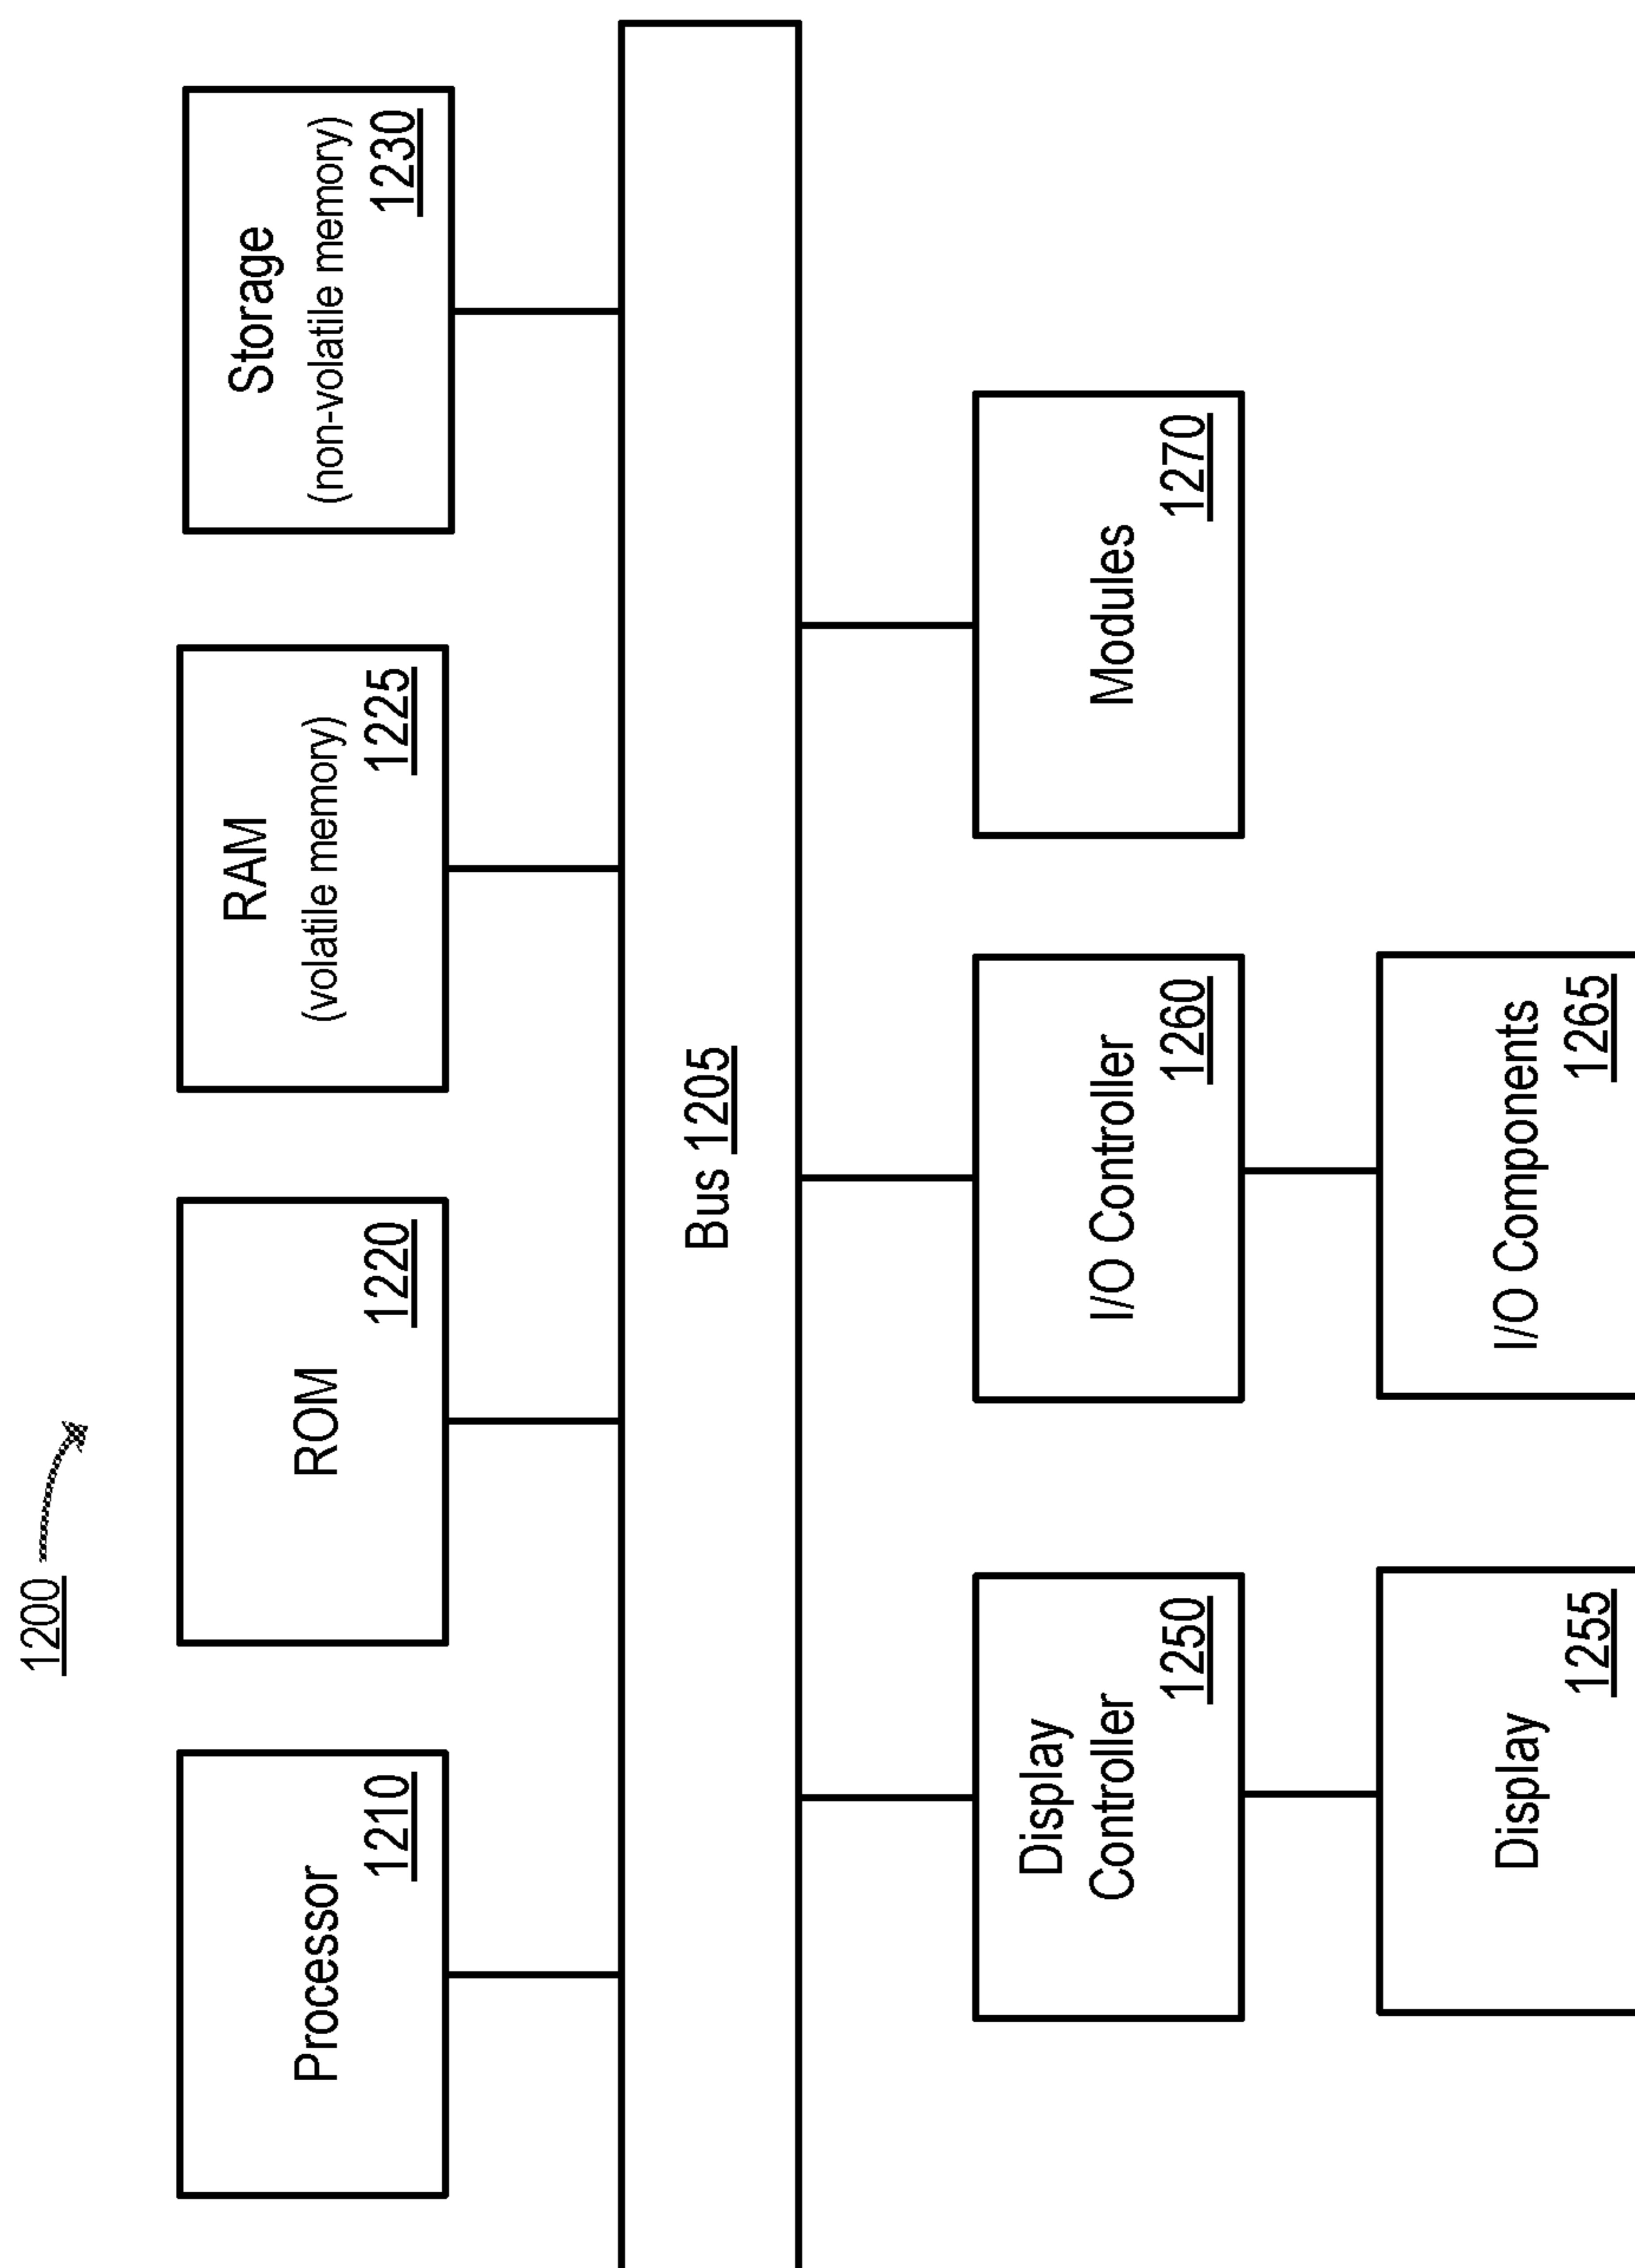 1200
Processor
1210
ROM
1220
RAM
(volatile memory)
1225
Storage
(non-volatile memory)
1230
Bus 1205
Display
Controller
1250
I/O Controller
1260
Modules
1270
Display
1255
I/O Components
1265